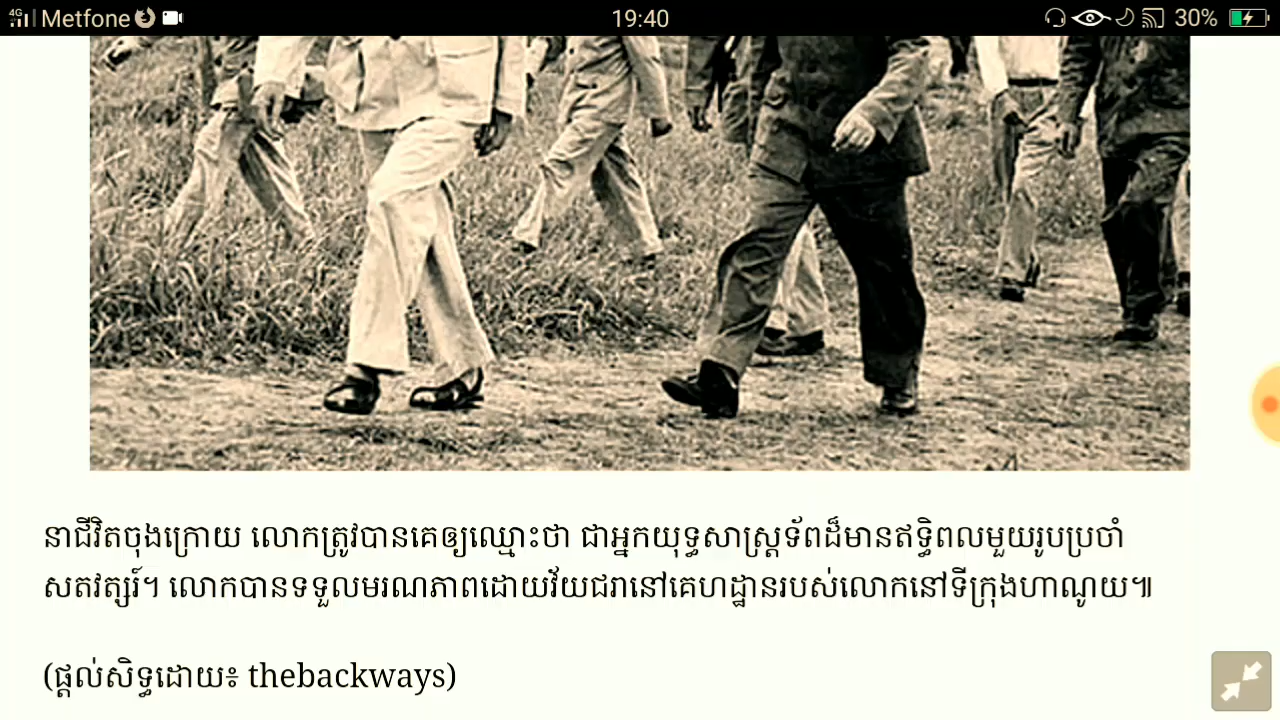 4G Metfone 19:40 30%
នាជីវិតចុងក្រោយ លោកត្រូវបានគេឲ្យឈ្មោះថា ជាអ្នកយុទ្ធសាស្ត្រទ័ពដ៏មានឥទ្ធិពលមួយរូបប្រចាំ
សតវត្សរ៍។ លោកបានទទួលមរណភាពដោយវ័យជរានៅគេហដ្ឋានរបស់លោកនៅទីក្រុងហាណូយ៕
(ផ្តល់សិទ្ធដោយ៖ thebackways)